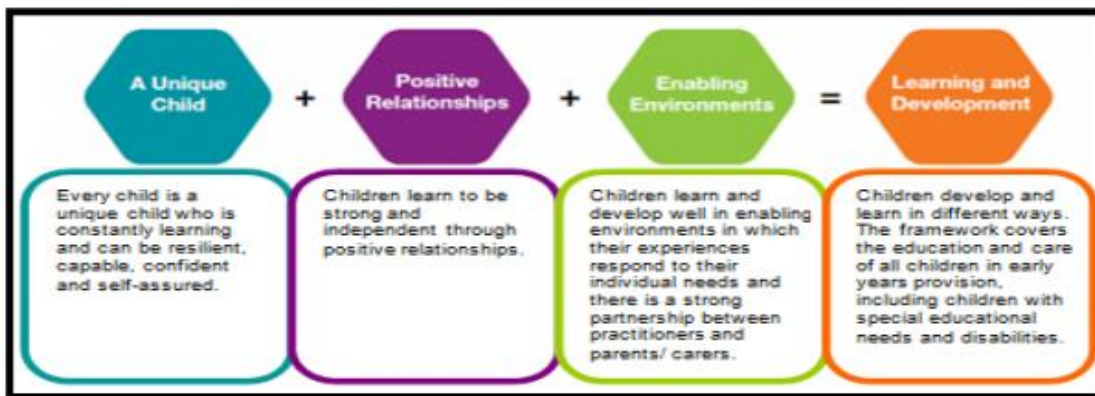 A Unique
Child
+
Positive
Relationships
+
Enabling
Environments
=
Learning and
Development
Every child is a
unique child who is
constantly learning
and can be resilient,
capable, confident
and self-assured.
Children learn to be
strong and
independent through
positive relationships.
Children learn and
develop well in enabling
environments in which
their experiences
respond to their
individual needs and
there is a strong
partnership between
practitioners and
parents/ carers.
Children develop and
learn in different ways.
The framework covers
the education and care
of all children in early
years provision,
including children with
special educational
needs and disabilities.